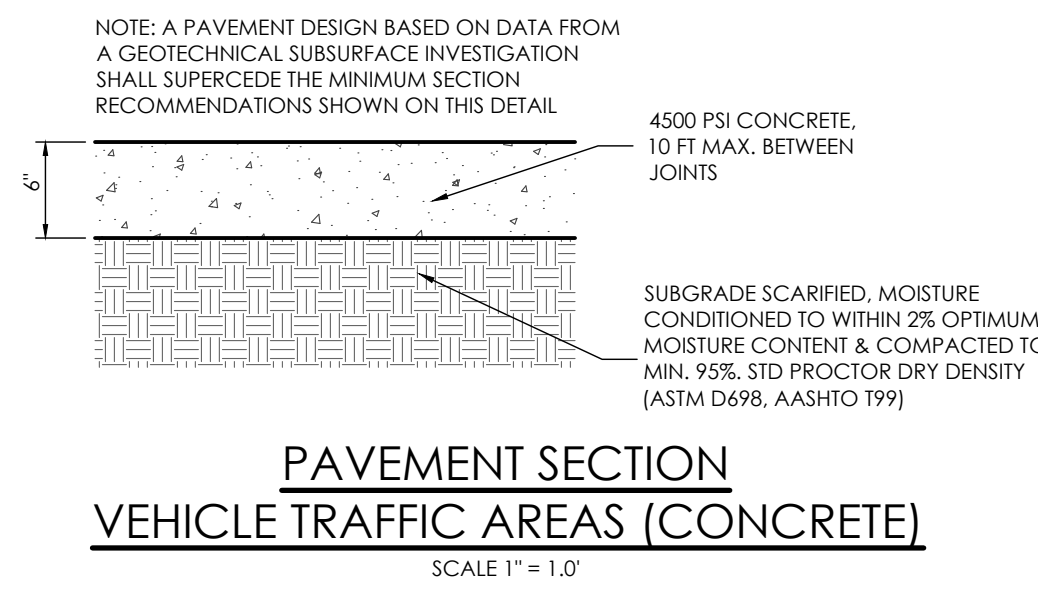 NOTE: A PAVEMENT DESIGN BASED ON DATA FROM
A GEOTECHNICAL SUBSURFACE INVESTIGATION
SHALL SUPERCEDE THE MINIMUM SECTION
RECOMMENDATIONS SHOWN ON THIS DETAIL
4500 PSI CONCRETE,
10 FT MAX. BETWEEN
JOINTS
6"
SUBGRADE SCARIFIED, MOISTURE
CONDITIONED TO WITHIN 2% OPTIMUM
MOISTURE CONTENT & COMPACTED TO
MIN. 95%. STD PROCTOR DRY DENSITY
(ASTM D698, AASHTO T99)
PAVEMENT SECTION
VEHICLE TRAFFIC AREAS (CONCRETE)
SCALE 1" = 1.0'